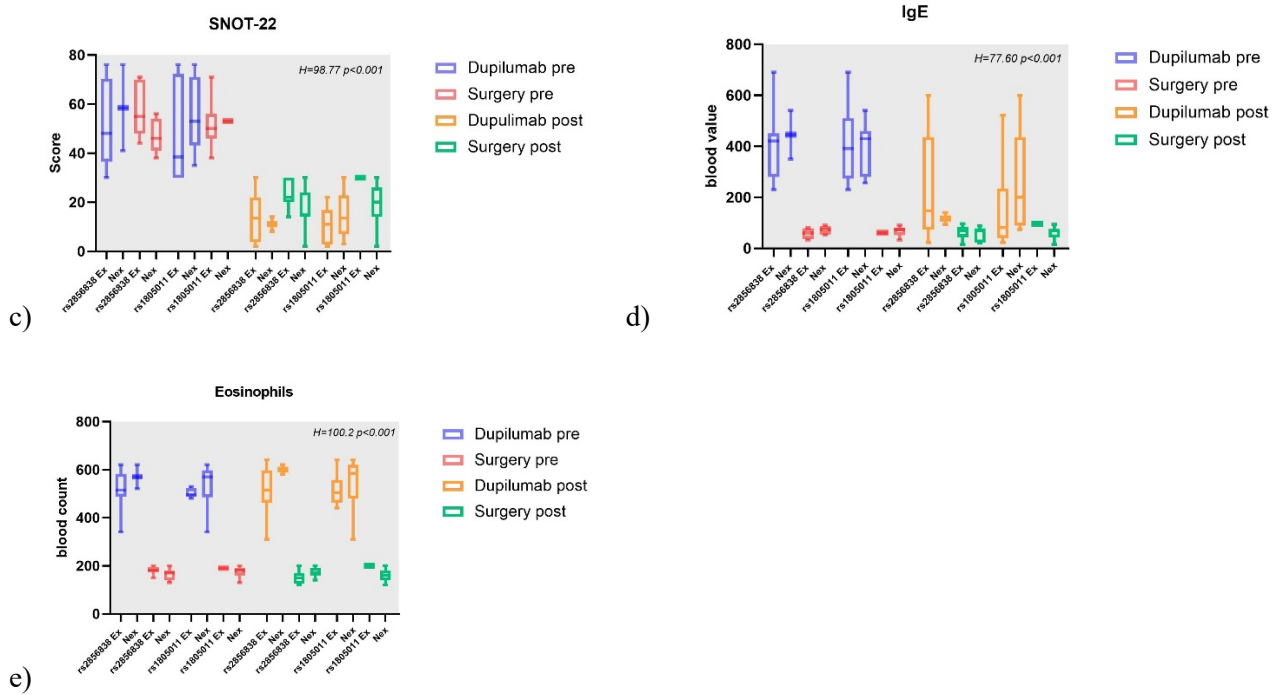 SNOT-22
H=98.77 p<0.001
Score
80
60
40
20
0
rs2856838 Ex
Nex
rs2856838 Ex
Nex
rs1805011 Ex
Nex
rs1805011 Ex
Nex
rs2856838 Ex
Nex
rs2856838 Ex
Nex
rs1805011 Ex
Nex
rs1805011 Ex
Nex
Dupilumab pre
Surgery pre
Dupulimab post
Surgery post
c)
IgE
H=77.60 p<0.001
blood value
800
600
400
200
0
rs2856838 Ex
Nex
rs2856838 Ex
Nex
rs1805011 Ex
Nex
rs1805011 Ex
Nex
rs2856838 Ex
Nex
rs2856838 Ex
Nex
rs1805011 Ex
Nex
rs1805011 Ex
Nex
Dupilumab pre
Surgery pre
Dupilumab post
Surgery post
d)
Eosinophils
H=100.2 p<0.001
blood count
800
600
400
200
0
rs2856838 Ex
Nex
rs2856838 Ex
Nex
rs1805011 Ex
Nex
rs1805011 Ex
Nex
rs2856838 Ex
Nex
rs2856838 Ex
Nex
rs1805011 Ex
Nex
rs1805011 Ex
Nex
Dupilumab pre
Surgery pre
Dupilumab post
Surgery post
e)